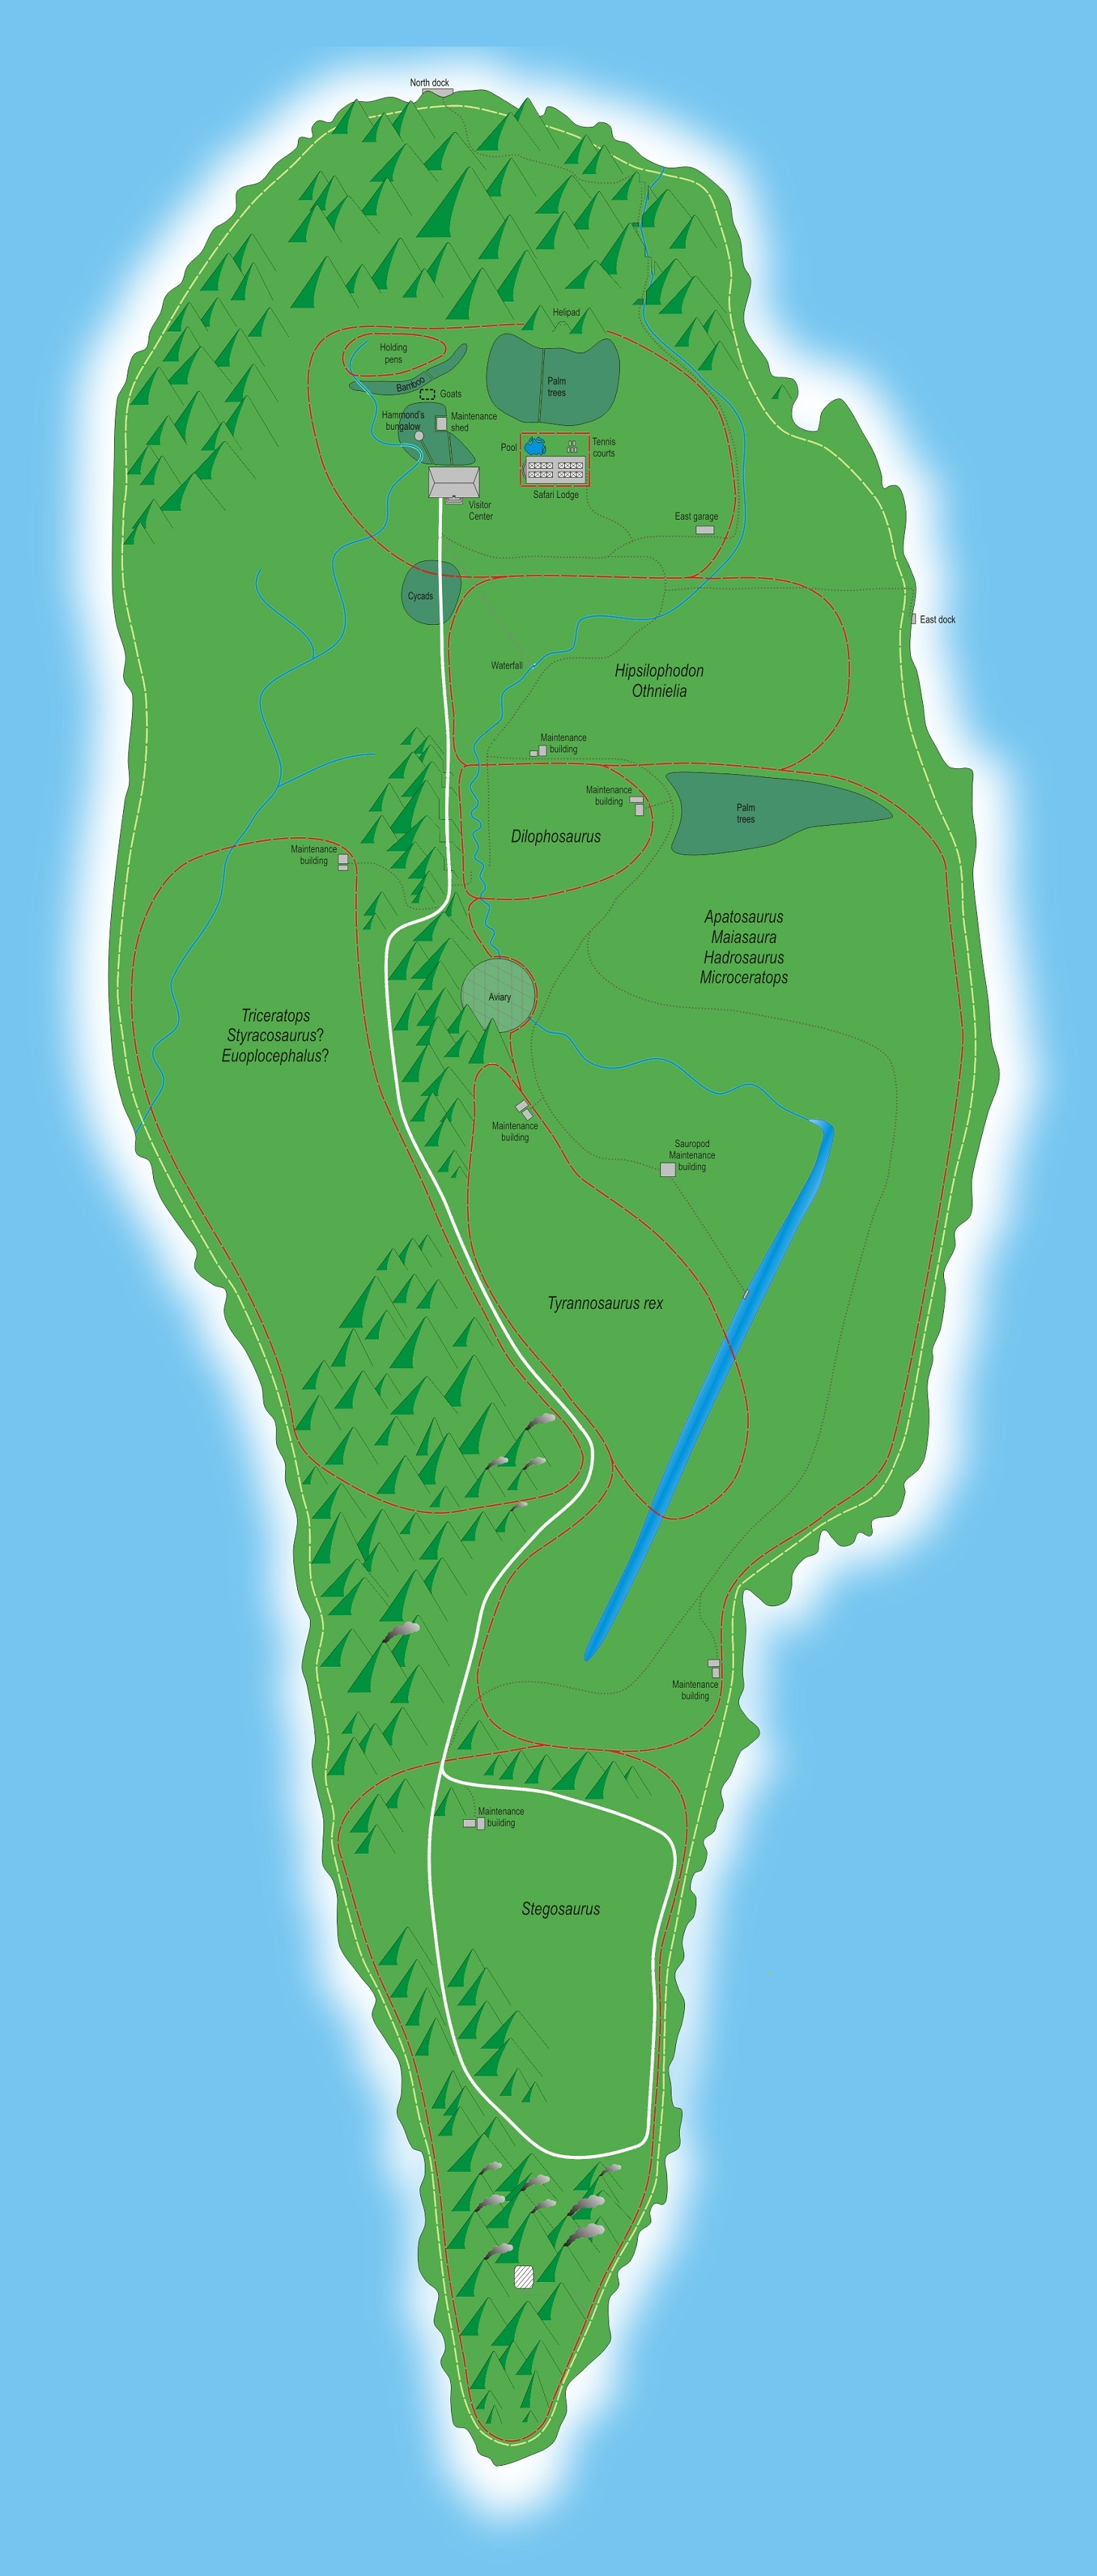 North dock
Helipad
Holding
pens
Bamboo
Goats
Palm
trees
Hammond's
bungalow
Maintenance
shed
Pool
Tennis
courts
Safari Lodge
Visitor
Center
East garage
Cycads
East dock
Waterfall
Hipsilophodon
Othnielia
Maintenance
building
Maintenance
building
Palm
trees
Dilophosaurus
Maintenance
building
Apatosaurus
Maiasaura
Hadrosaurus
Microceratops
Aviary
Triceratops
Styracosaurus?
Euoplocephalus?
Maintenance
building
Sauropod
Maintenance
building
Tyrannosaurus rex
Maintenance
building
Maintenance
building
Stegosaurus